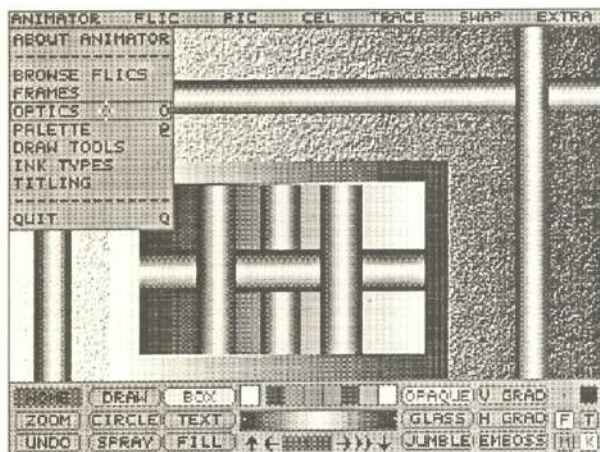 ANIMATOR FLIC PIC CEL TRACE SWAP EXTRA
ABOUT ANIMATOR
BROWSE FLICS
FRAMES
OPTICS O
PALETTE
DRAW TOOLS
INK TYPES
TITLING
QUIT Q
HOME DRAW BOX OPAQUE V GRAD
ZOOM CIRCLE TEXT GLASS H GRAD F T
UNDO SPRAY FILL JUMBLE EMBOSS K